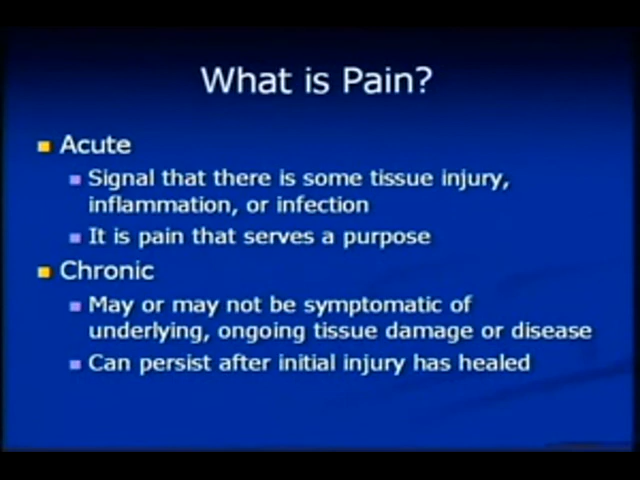 What is Pain?
Acute
Signal that there is some tissue injury,
inflammation, or infection
It is pain that serves a purpose
Chronic
May or may not be symptomatic of
underlying, ongoing tissue damage or disease
Can persist after initial injury has healed